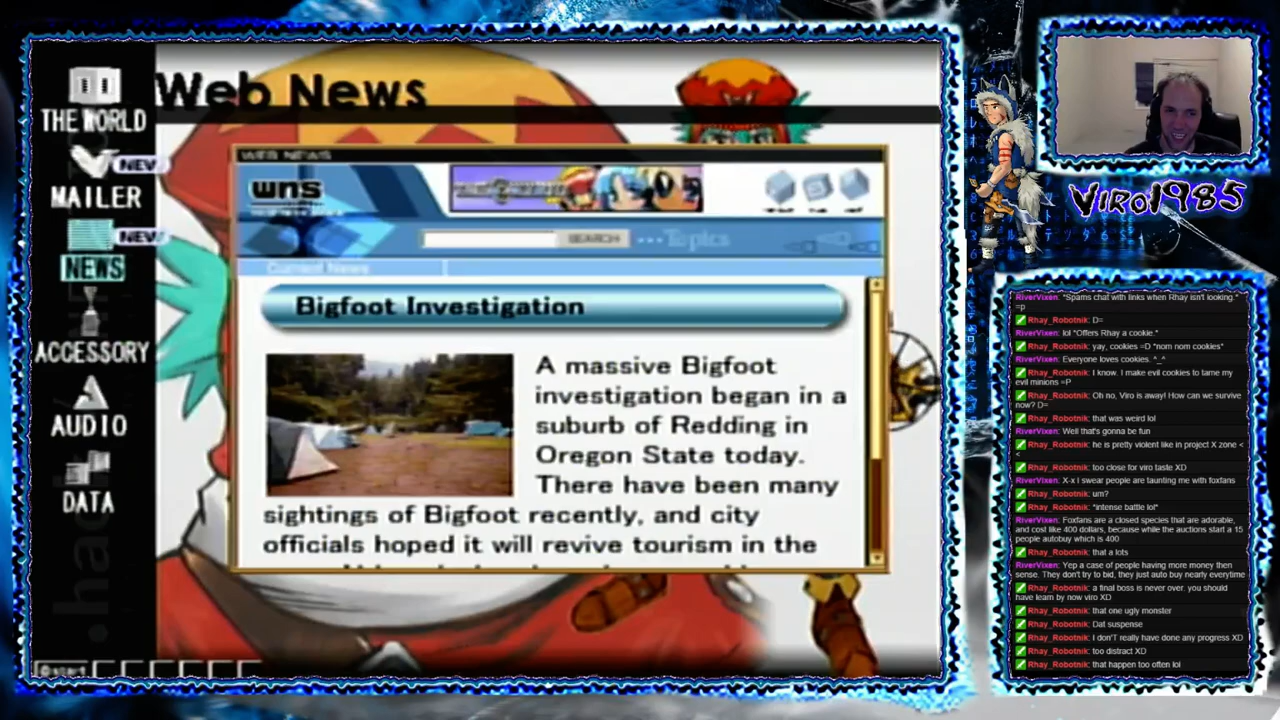 Web News
THE WORLD
NEW
MAILER
NEW
NEWS
ACCESSORY
AUDIO
DATA
.hac
WEB NEWS
wns
SEARCH
Topics
Current News
Bigfoot Investigation
A massive Bigfoot
investigation began in a
suburb of Redding in
Oregon State today.
There have been many
sightings of Bigfoot recently, and city
officials hoped it will revive tourism in the
Viro1985
RiverVixen: *Spams chat with links when Rhay isn't looking.*
=p
Rhay_Robotnik: D=
RiverVixen: lol *Offers Rhay a cookie.*
Rhay_Robotnik: yay, cookies =D *nom nom cookies*
RiverVixen: Everyone loves cookies. ^_^
Rhay_Robotnik: I know. I make evil cookies to tame my
evil minions =P
Rhay_Robotnik: Oh no, Viro is away! How can we survive
now? D=
Rhay_Robotnik: that was weird lol
RiverVixen: Well that's gonna be fun
Rhay_Robotnik: he is pretty violent like in project X zone <
<
Rhay_Robotnik: too close for viro taste XD
RiverVixen: X-x I swear people are taunting me with foxfans
Rhay_Robotnik: um?
Rhay_Robotnik: *intense battle lol*
RiverVixen: Foxfans are a closed species that are adorable,
and cost like 400 dollars, because while the auctions start a 15
people autobuy which is 400
Rhay_Robotnik: that a lots
RiverVixen: Yep a case of people having more money then
sense. They don't try to bid, they just auto buy nearly everytime
Rhay_Robotnik: a final boss is never over. you should
have learn by now viro XD
Rhay_Robotnik: that one ugly monster
Rhay_Robotnik: Dat suspense
Rhay_Robotnik: I don'T really have done any progress XD
Rhay_Robotnik: too distract XD
Rhay_Robotnik: that happen too often lol